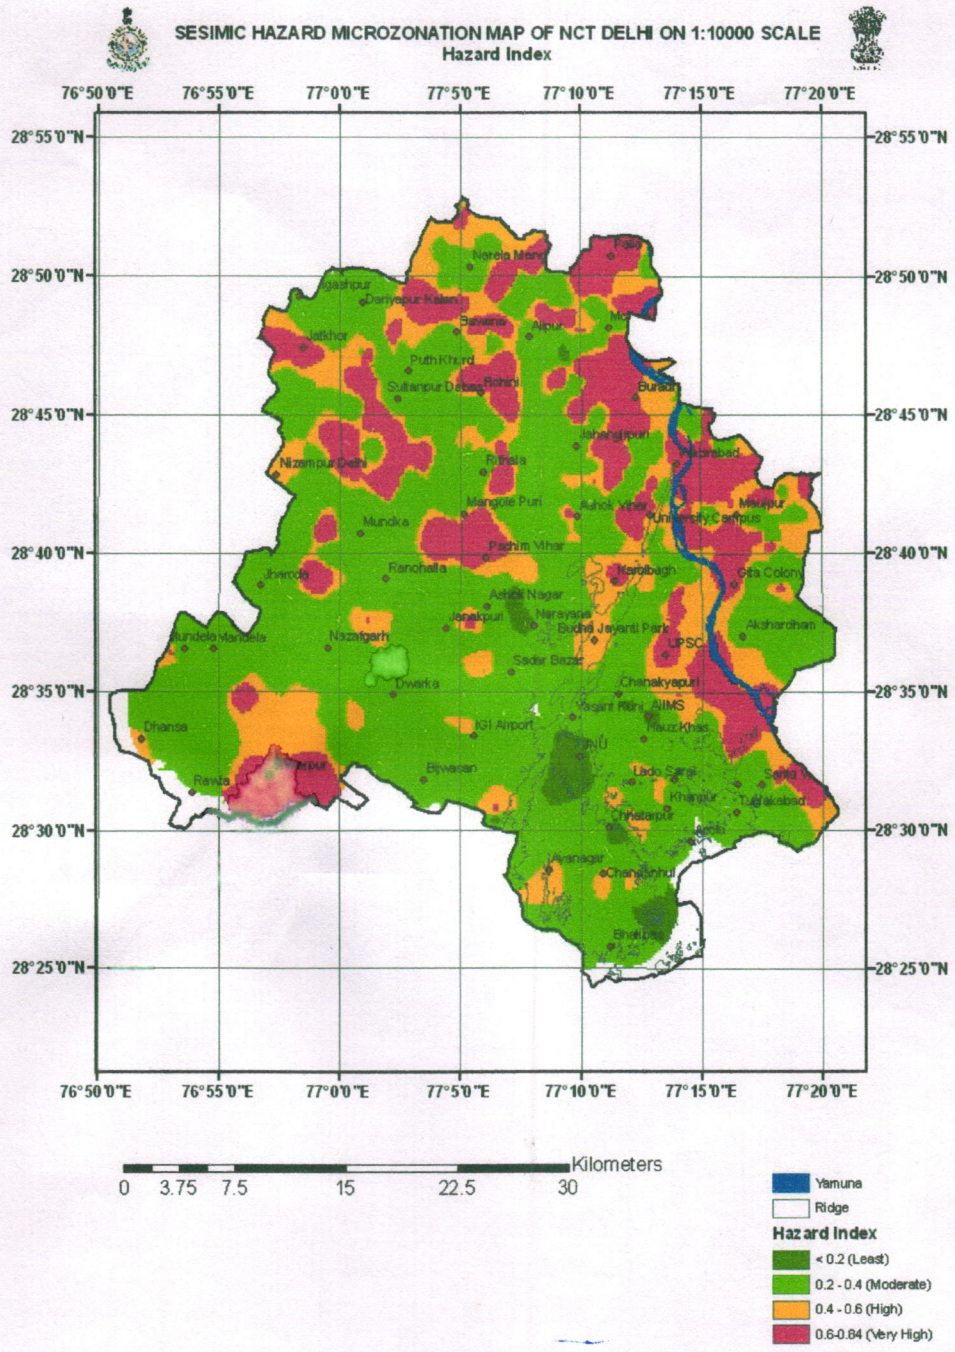 SESIMIC HAZARD MICROZONATION MAP OF NCT DELHI ON 1:10000 SCALE
Hazard Index
76°50'0"E 76°55'0"E 77°0'0"E 77°5'0"E 77°10'0"E 77°15'0"E 77°20'0"E
28°55'0"N 28°55'0"N
Palla
Narela Mandi
28°50'0"N 28°50'0"N
Dariyapur Kalan
Bawana
Alipur
Jatkhor
Puth Khurd
Sultanpur Dabas
Rohini
Buradi
28°45'0"N 28°45'0"N
Jahangirpuri
Nizampur Delhi
Rithala
Mangole Puri
Ashok Vihar
Maujpur
Mundka
University Campus
Pachim Vihar
28°40'0"N 28°40'0"N
Jharoda
Ranohalla
Karolbagh
Gita Colony
Ashok Nagar
Janakpuri
Narayana
Akshardham
Budha Jayanti Park
Mundela
Mandela
Nazafgarh
UPSC
Sadar Bazar
28°35'0"N 28°35'0"N
Dwarka
Chanakyapuri
Vasant Kunj
AIIMS
Dhansa
IGI Airport
Hauz Khas
JNU
Rawta
Bijwasan
Lado Sarai
Khanpur
Tuglakabad
28°30'0"N 28°30'0"N
Chhatarpur
Ayanagar
28°25'0"N 28°25'0"N
76°50'0"E 76°55'0"E 77°0'0"E 77°5'0"E 77°10'0"E 77°15'0"E 77°20'0"E
Kilometers
0 3.75 7.5 15 22.5 30
Yamuna
Ridge
Hazard Index
< 0.2 (Least)
0.2 - 0.4 (Moderate)
0.4 - 0.6 (High)
0.6-0.84 (Very High)